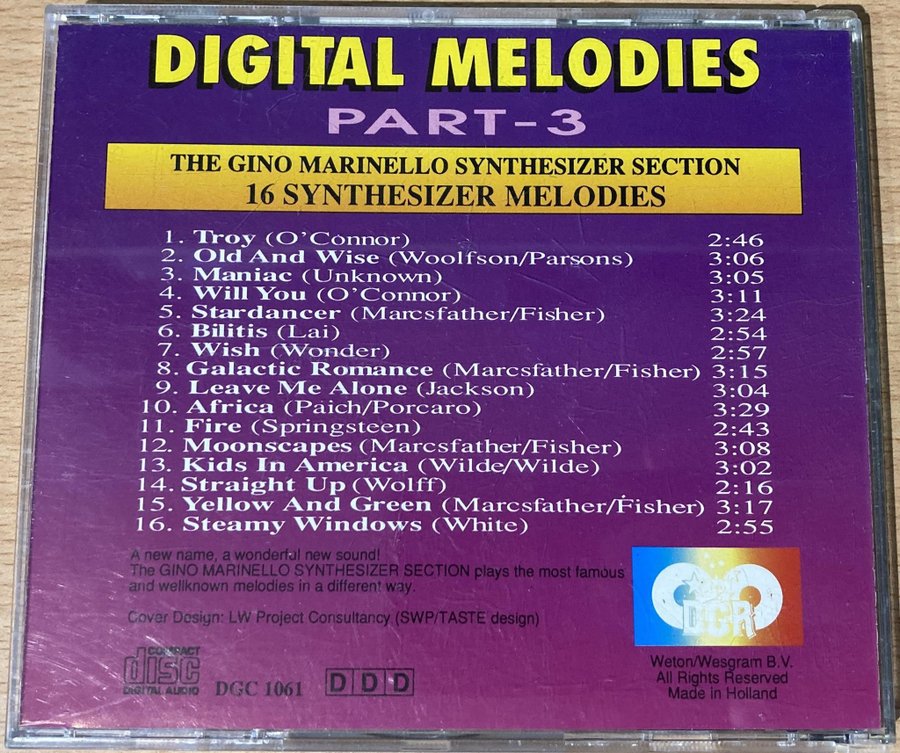 DIGITAL MELODIES
PART-3
THE GINO MARINELLO SYNTHESIZER SECTION
16 SYNTHESIZER MELODIES
1. Troy (O'Connor) 2:46
2. Old And Wise (Woolfson/Parsons) 3:06
3. Maniac (Unknown) 3:05
4. Will You (O'Connor) 3:11
5. Stardancer (Marcsfather/Fisher) 3:24
6. Bilitis (Lai) 2:54
7. Wish (Wonder) 2:57
8. Galactic Romance (Marcsfather/Fisher) 3:15
9. Leave Me Alone (Jackson) 3:04
10. Africa (Paich/Porcaro) 3:29
11. Fire (Springsteen) 2:43
12. Moonscapes (Marcsfather/Fisher) 3:08
13. Kids In America (Wilde/Wilde) 3:02
14. Straight Up (Wolff) 2:16
15. Yellow And Green (Marcsfather/Fisher) 3:17
16. Steamy Windows (White) 2:55
A new name, a wonderful new sound!
The GINO MARINELLO SYNTHESIZER SECTION plays the most famous
and wellknown melodies in a different way.
Cover Design: LW Project Consultancy (SWP/TASTE design)
DGR
COMPACT
disc
DIGITAL AUDIO
DGC 1061
DDD
Weton/Wesgram B.V.
All Rights Reserved
Made in Holland